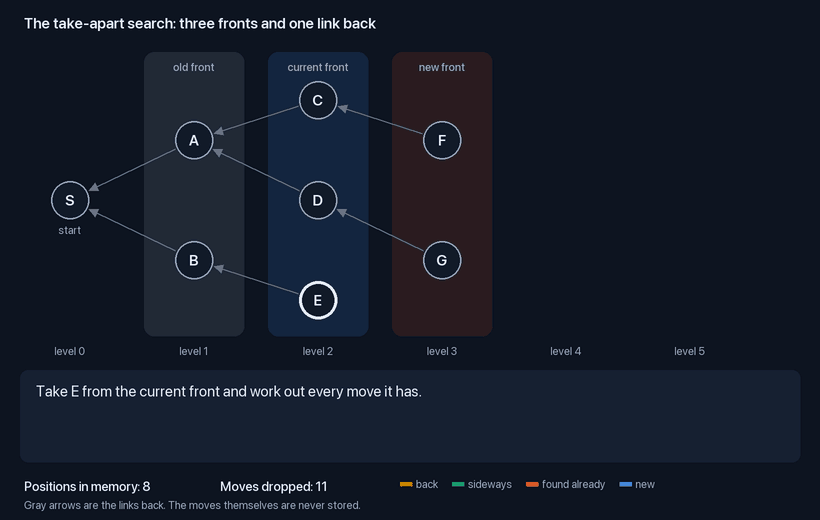 The take-apart search: three fronts and one link back
old front
current front
new front
C
A
F
S
D
start
B
G
E
level 0
level 1
level 2
level 3
level 4
level 5
Take E from the current front and work out every move it has.
Positions in memory: 8
Moves dropped: 11
back
sideways
found already
new
Gray arrows are the links back. The moves themselves are never stored.